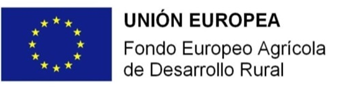 UNIÓN EUROPEA
Fondo Europeo Agrícola
de Desarrollo Rural